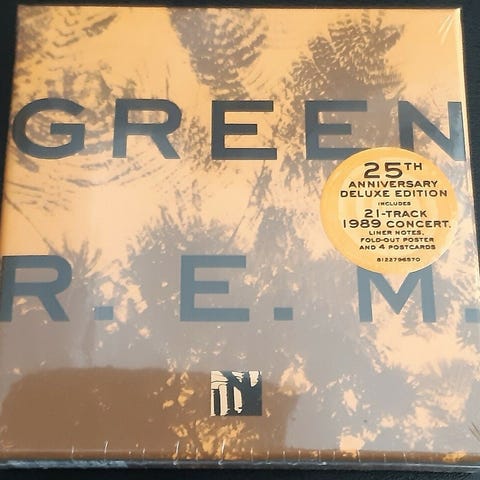 GREEN
25TH
ANNIVERSARY
DELUXE EDITION
INCLUDES
21-TRACK
1989 CONCERT,
LINER NOTES,
FOLD-OUT POSTER
AND 4 POSTCARDS
8122796570
R. E. M.